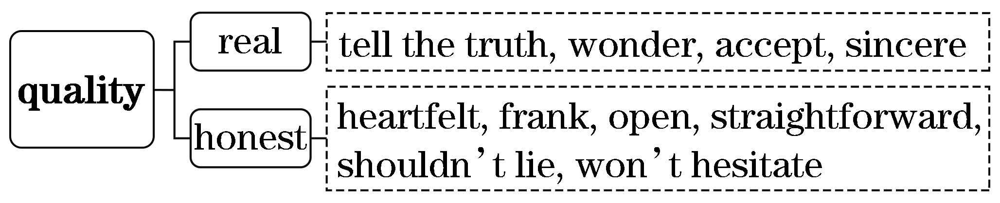 quality
real
tell the truth, wonder, accept, sincere
honest
heartfelt, frank, open, straightforward,
shouldn't lie, won't hesitate